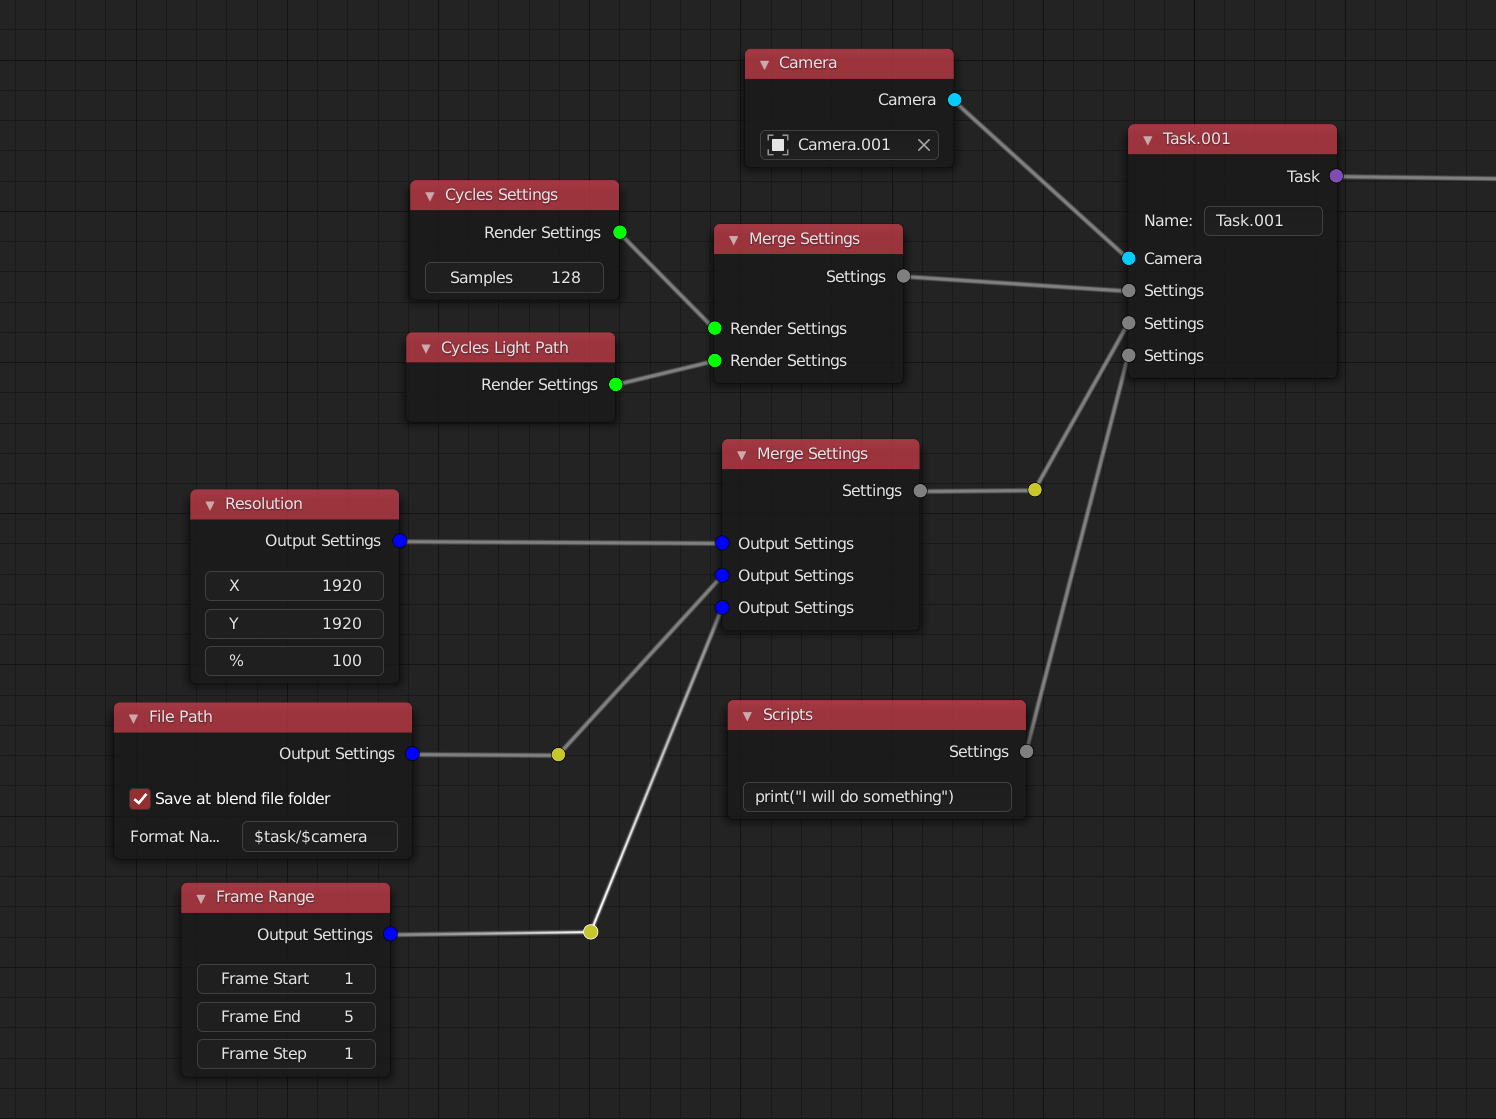 Camera
Camera
Camera.001
Task.001
Task
Name: Task.001
Camera
Settings
Settings
Settings
Cycles Settings
Render Settings
Samples 128
Merge Settings
Settings
Render Settings
Render Settings
Cycles Light Path
Render Settings
Merge Settings
Settings
Output Settings
Output Settings
Output Settings
Resolution
Output Settings
X 1920
Y 1920
% 100
File Path
Output Settings
Save at blend file folder
Format Na... $task/$camera
Scripts
Settings
print("I will do something")
Frame Range
Output Settings
Frame Start 1
Frame End 5
Frame Step 1